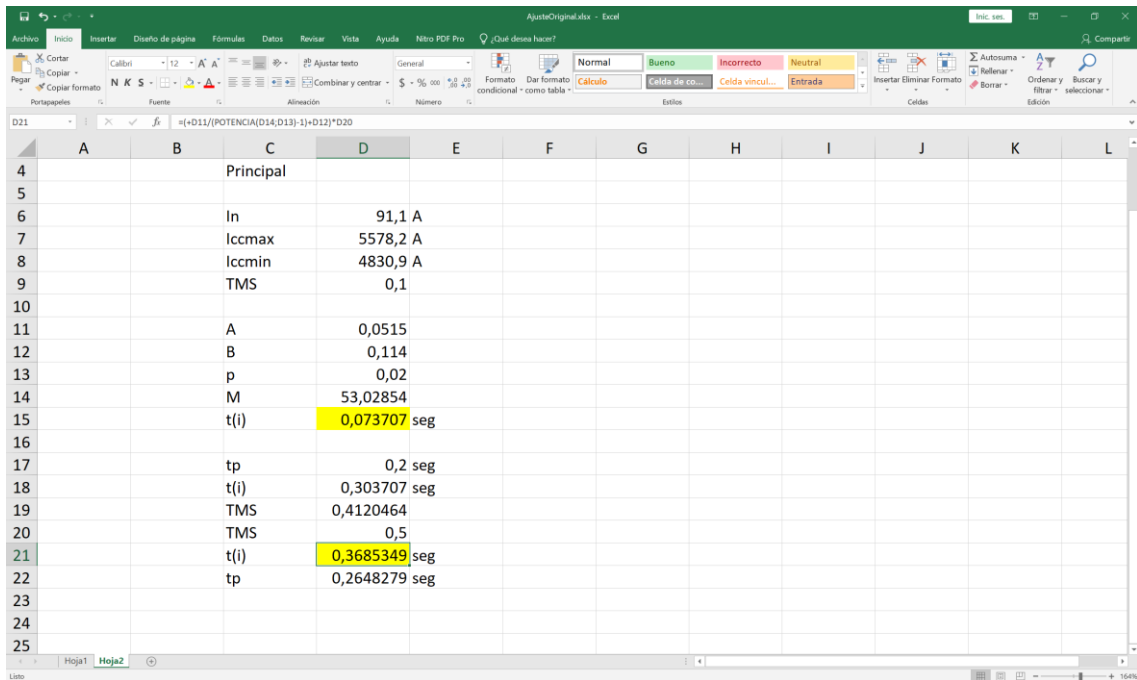 AjusteOriginal.xlsx - Excel
Inic. ses.
Archivo Inicio Insertar Diseño de página Fórmulas Datos Revisar Vista Ayuda Nitro PDF Pro ¿Qué desea hacer? Compartir
Pegar Cortar Copiar Copiar formato
Calibri 12
N K S
Ajustar texto
Combinar y centrar
General
$ % 000
Formato condicional Dar formato como tabla
Normal Bueno Incorrecto Neutral
Cálculo Celda de co... Celda vincul... Entrada
Insertar Eliminar Formato
Autosuma Rellenar Borrar
Ordenar y filtrar Buscar y seleccionar
Portapapeles Fuente Alineación Número Estilos Celdas Edición
D21 fx =(+D11/(POTENCIA(D14;D13)-1)+D12)*D20
A B C D E F G H I J K L
4 Principal
5
6 In 91,1 A
7 Iccmax 5578,2 A
8 Iccmin 4830,9 A
9 TMS 0,1
10
11 A 0,0515
12 B 0,114
13 p 0,02
14 M 53,02854
15 t(i) 0,073707 seg
16
17 tp 0,2 seg
18 t(i) 0,303707 seg
19 TMS 0,4120464
20 TMS 0,5
21 t(i) 0,3685349 seg
22 tp 0,2648279 seg
23
24
25
Hoja1 Hoja2
Listo
164%